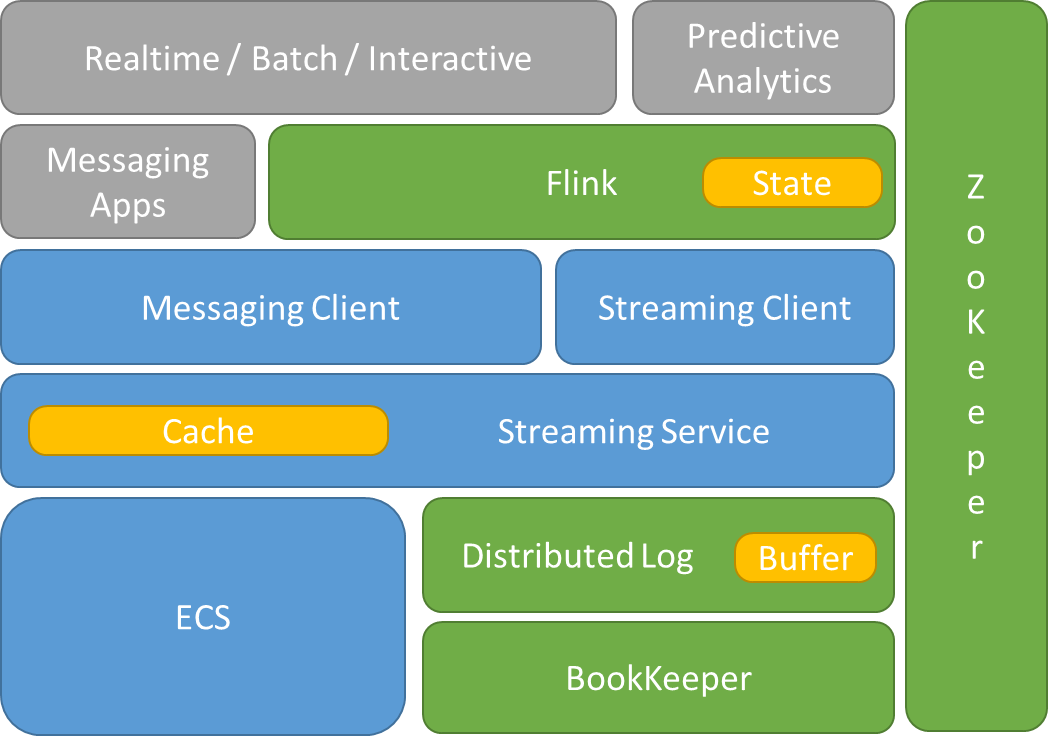 Realtime / Batch / Interactive
Predictive
Analytics
Messaging
Apps
Flink
State
Messaging Client
Streaming Client
Cache
Streaming Service
ECS
Distributed Log
Buffer
BookKeeper
Z
o
o
K
e
e
p
e
r